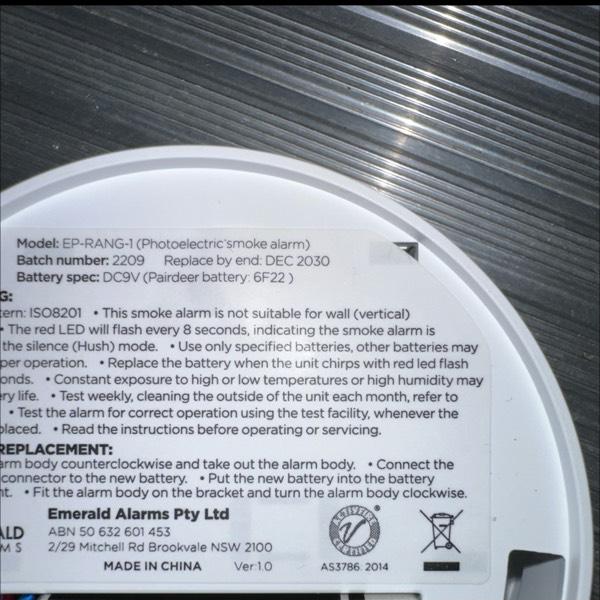 Model: EP-RANG-1 (Photoelectric smoke alarm)
Batch number: 2209 Replace by end: DEC 2030
Battery spec: DC9V (Pairdeer battery: 6F22 )
G:
tern: ISO8201 • This smoke alarm is not suitable for wall (vertical)
• The red LED will flash every 8 seconds, indicating the smoke alarm is
the silence (Hush) mode. • Use only specified batteries, other batteries may
per operation. • Replace the battery when the unit chirps with red led flash
onds. • Constant exposure to high or low temperatures or high humidity may
ry life. • Test weekly, cleaning the outside of the unit each month, refer to
• Test the alarm for correct operation using the test facility, whenever the
placed. • Read the instructions before operating or servicing.
REPLACEMENT:
arm body counterclockwise and take out the alarm body. • Connect the
connector to the new battery. • Put the new battery into the battery
nt. • Fit the alarm body on the bracket and turn the alarm body clockwise.
Emerald Alarms Pty Ltd
ALD
MS
ABN 50 632 601 453
2/29 Mitchell Rd Brookvale NSW 2100
MADE IN CHINA Ver:1.0
ACTIVFIRE
CERTIFIED
AS3786: 2014